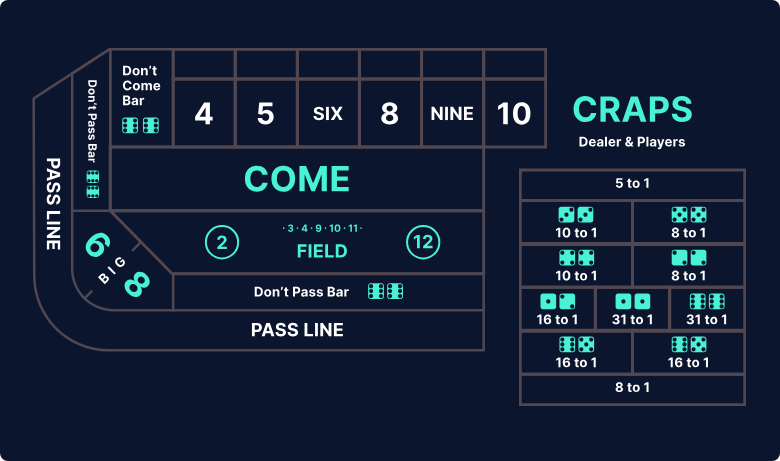 Don't
Come
Bar
4
5
SIX
8
NINE
10
CRAPS
Dealer & Players
Don't Pass Bar
PASS LINE
COME
· 3 · 4 · 9 · 10 · 11 ·
2
FIELD
12
6
BIG
8
Don't Pass Bar
PASS LINE
5 to 1
10 to 1
8 to 1
10 to 1
8 to 1
16 to 1
31 to 1
31 to 1
16 to 1
16 to 1
8 to 1